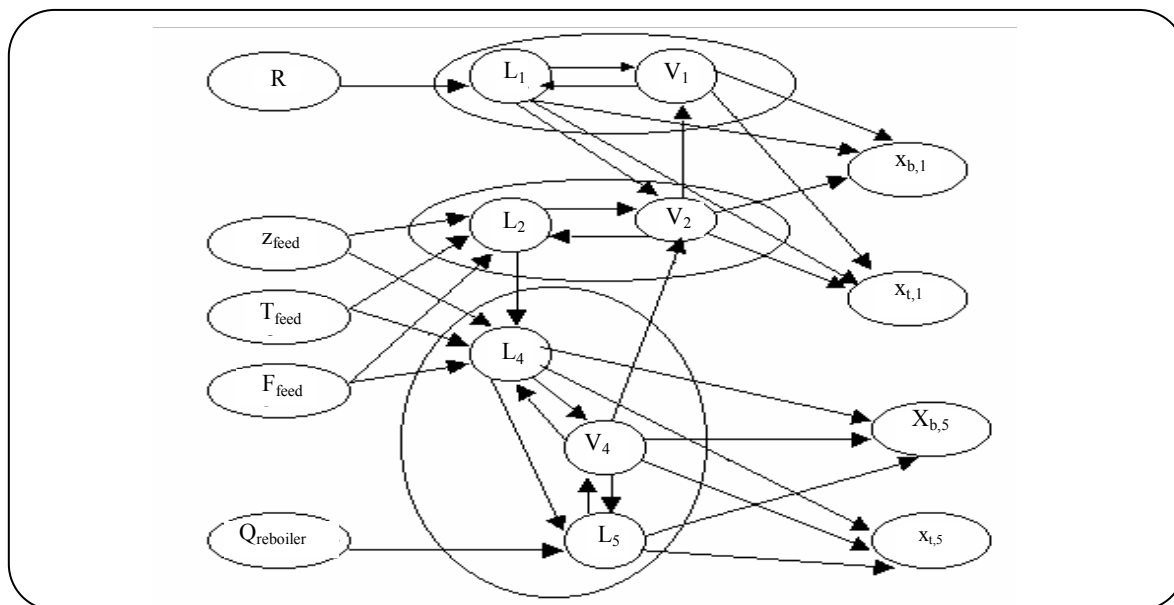 R
L1
V1
xb,1
zfeed
L2
V2
Tfeed
xt,1
L4
Ffeed
Xb,5
V4
Qreboiler
L5
xt,5